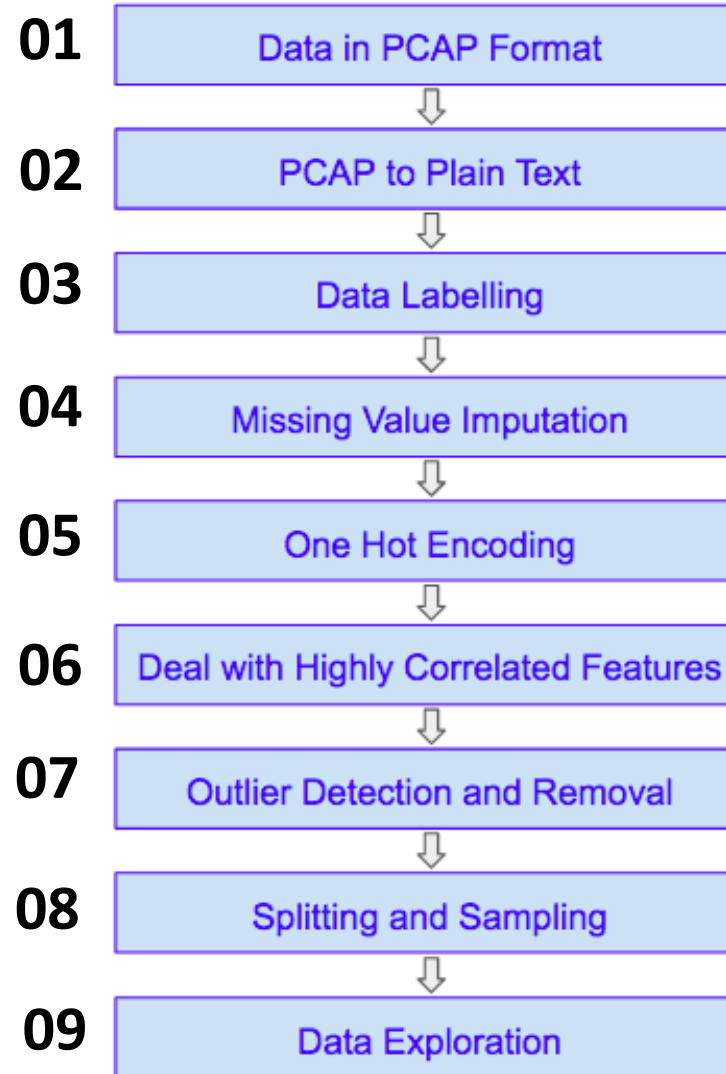 01 Data in PCAP Format
02 PCAP to Plain Text
03 Data Labelling
04 Missing Value Imputation
05 One Hot Encoding
06 Deal with Highly Correlated Features
07 Outlier Detection and Removal
08 Splitting and Sampling
09 Data Exploration